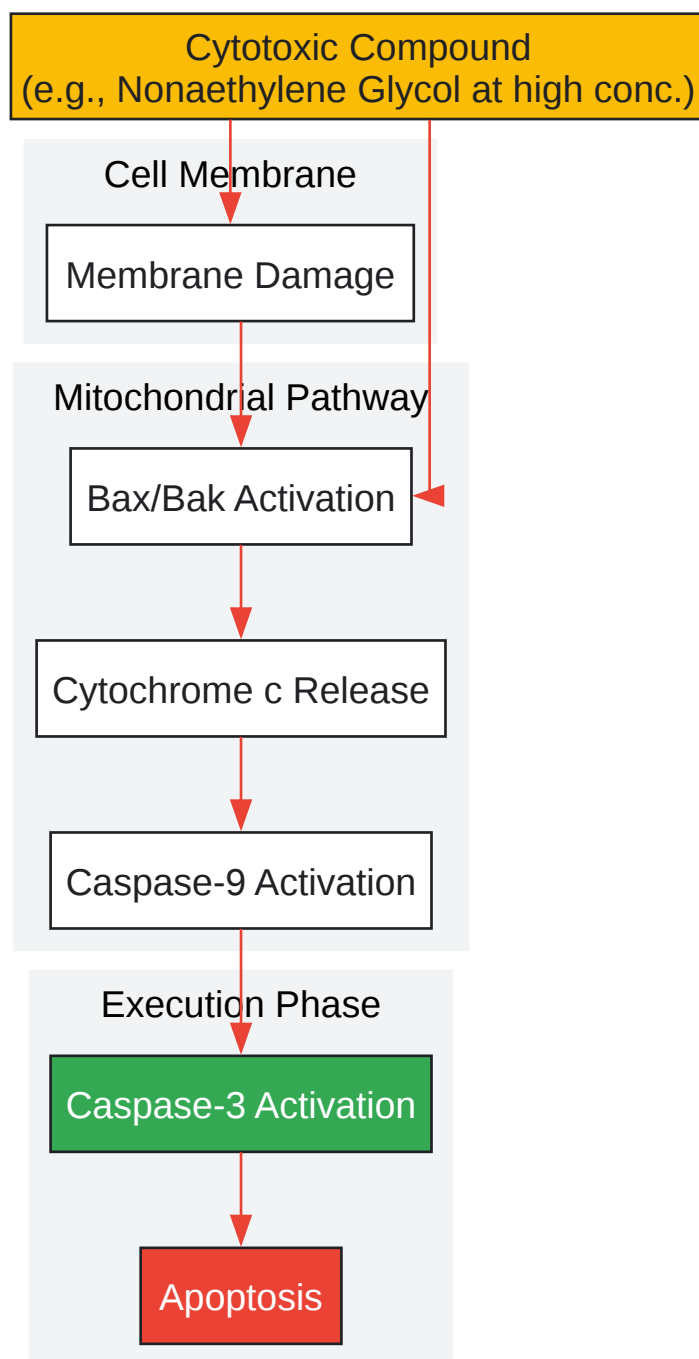 Cytotoxic Compound
(e.g., Nonaethylene Glycol at high conc.)
Cell Membrane
Membrane Damage
Mitochondrial Pathway
Bax/Bak Activation
Cytochrome c Release
Caspase-9 Activation
Execution Phase
Caspase-3 Activation
Apoptosis